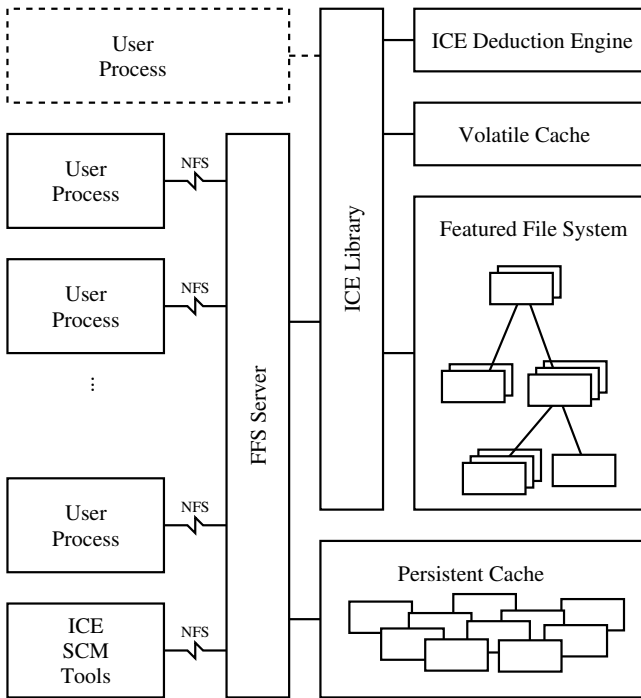 User
Process
ICE Deduction Engine
Volatile Cache
User
Process
NFS
Featured File System
ICE Library
User
Process
NFS
...
FFS Server
User
Process
NFS
Persistent Cache
ICE
SCM
Tools
NFS